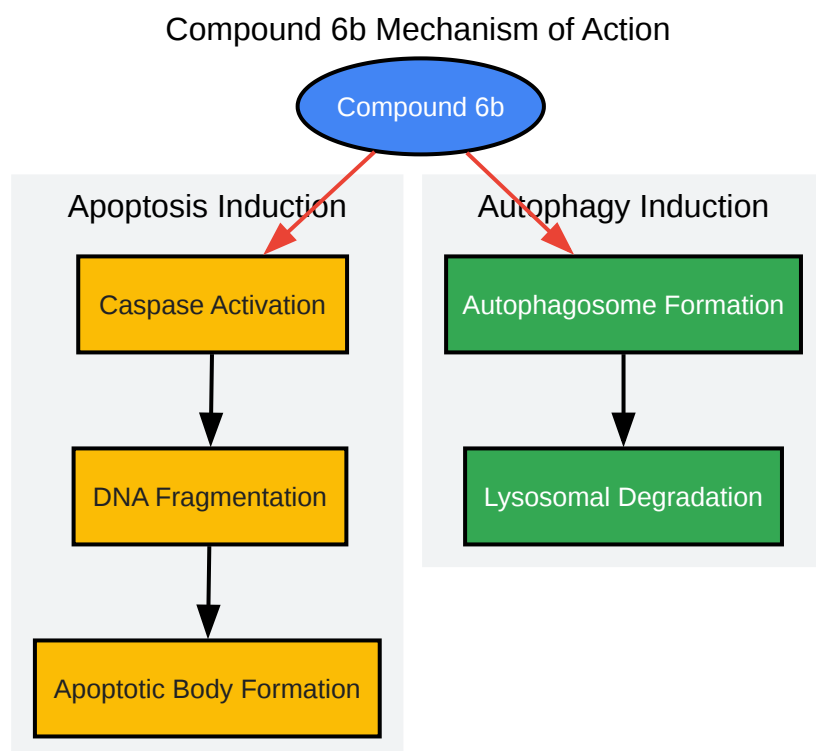 Compound 6b Mechanism of Action
Compound 6b
Apoptosis Induction
Caspase Activation
DNA Fragmentation
Apoptotic Body Formation
Autophagy Induction
Autophagosome Formation
Lysosomal Degradation